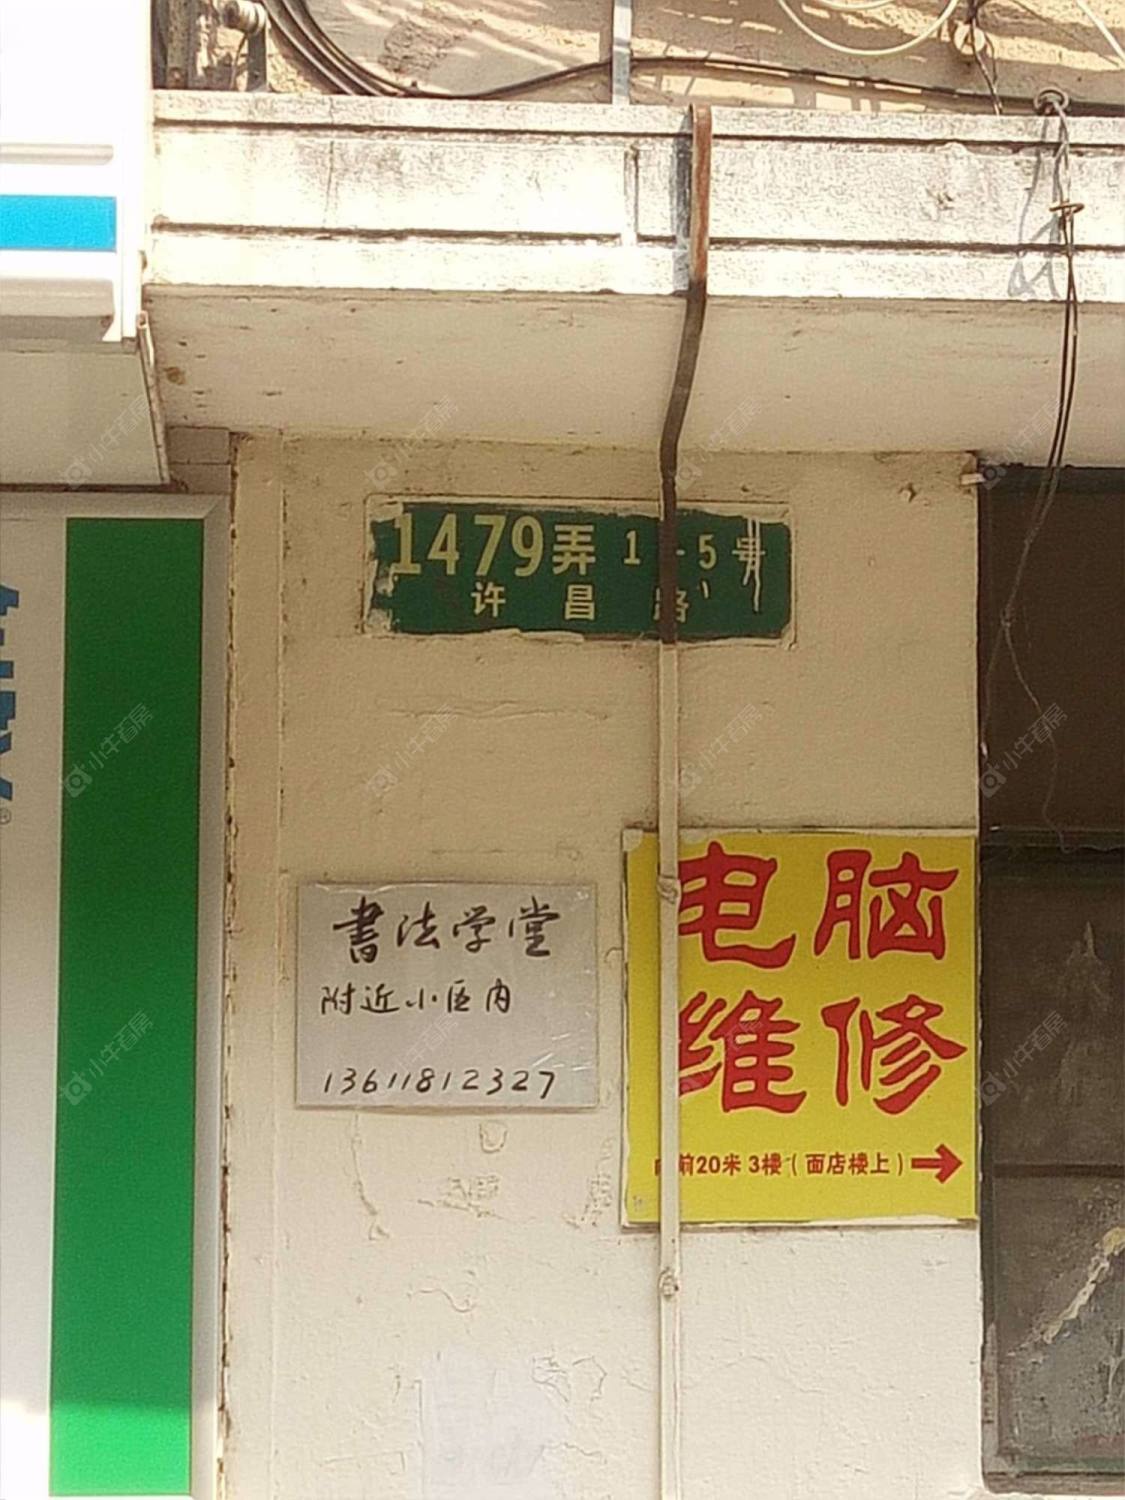 1479弄 1-5号
许昌路
書法学堂
附近小区内
13611812327
电脑
维修
前20米 3楼（面店楼上）→